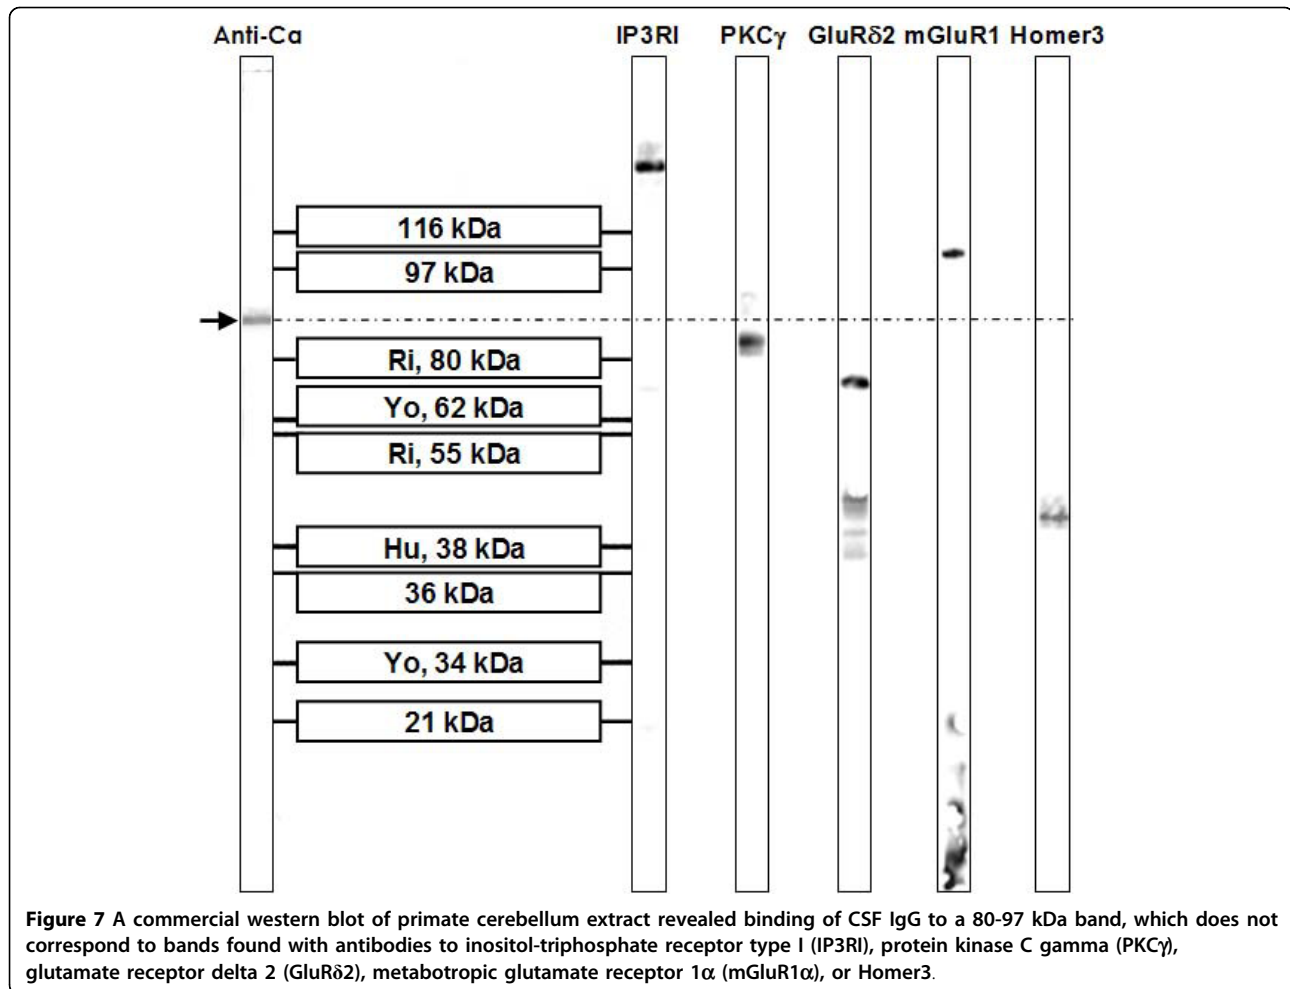 Anti-Ca IP3RI PKCγ GluRδ2 mGluR1 Homer3
116 kDa
97 kDa
Ri, 80 kDa
Yo, 62 kDa
Ri, 55 kDa
Hu, 38 kDa
36 kDa
Yo, 34 kDa
21 kDa
Figure 7 A commercial western blot of primate cerebellum extract revealed binding of CSF IgG to a 80-97 kDa band, which does not
correspond to bands found with antibodies to inositol-triphosphate receptor type I (IP3RI), protein kinase C gamma (PKCγ),
glutamate receptor delta 2 (GluRδ2), metabotropic glutamate receptor 1α (mGluR1α), or Homer3.